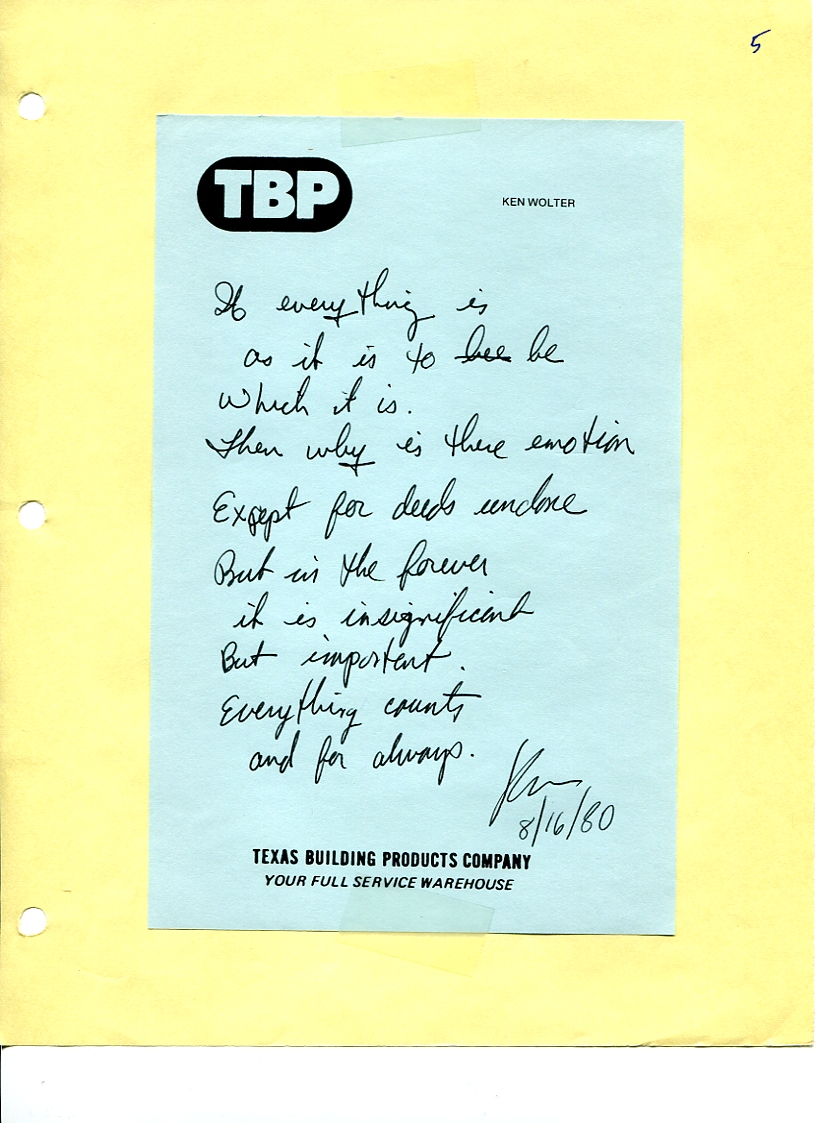 5
TBP
KEN WOLTER
If everything is
as it is to bee be
Which it is.
Then why is there emotion
Except for deeds undone
But in the forever
it is insignificant
But important.
Everything counts
and for always.
Ken
8/16/80
TEXAS BUILDING PRODUCTS COMPANY
YOUR FULL SERVICE WAREHOUSE